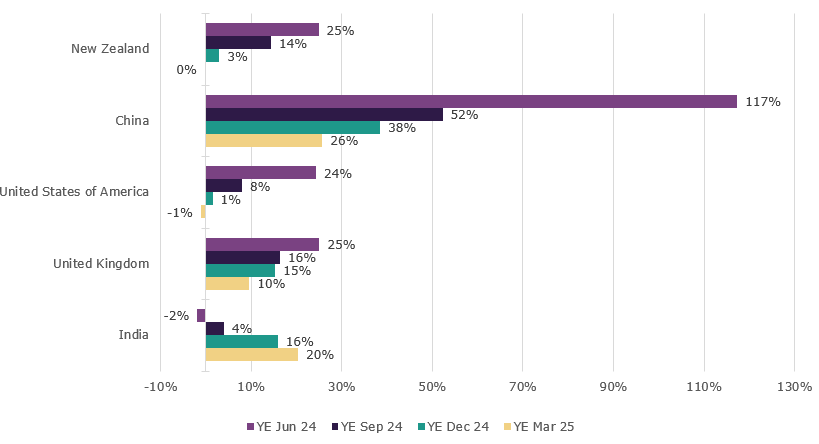 New Zealand
25%
14%
3%
0%
China
117%
52%
38%
26%
United States of America
24%
8%
1%
-1%
United Kingdom
25%
16%
15%
10%
India
-2%
4%
16%
20%
-10% 10% 30% 50% 70% 90% 110% 130%
YE Jun 24 YE Sep 24 YE Dec 24 YE Mar 25